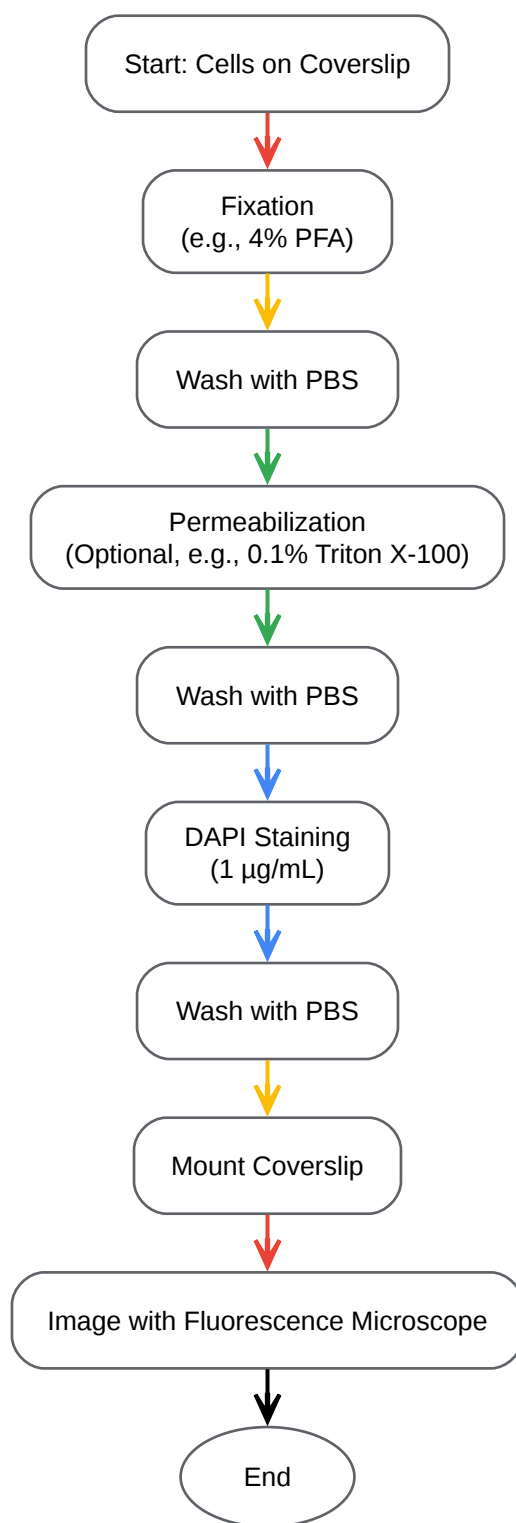 Start: Cells on Coverslip
Fixation
(e.g., 4% PFA)
Wash with PBS
Permeabilization
(Optional, e.g., 0.1% Triton X-100)
Wash with PBS
DAPI Staining
(1 µg/mL)
Wash with PBS
Mount Coverslip
Image with Fluorescence Microscope
End